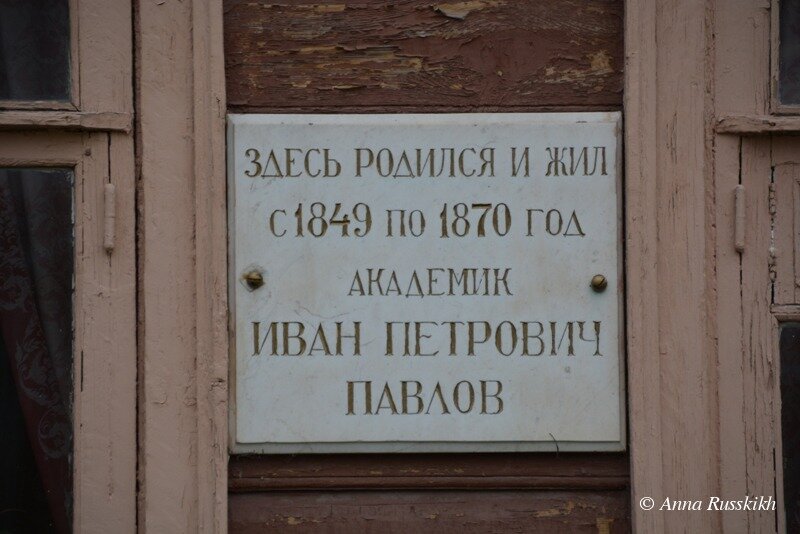 ЗДЕСЬ РОДИЛСЯ И ЖИЛ
С 1849 ПО 1870 ГОД
АКАДЕМИК
ИВАН ПЕТРОВИЧ
ПАВЛОВ
© Anna Russkikh